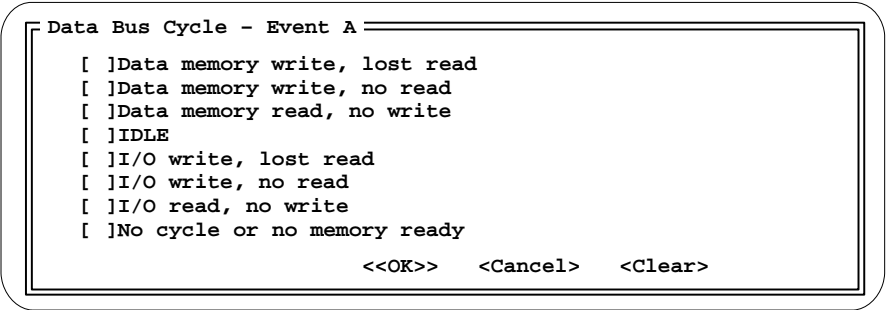 Data Bus Cycle – Event A
[ ]Data memory write, lost read
[ ]Data memory write, no read
[ ]Data memory read, no write
[ ]IDLE
[ ]I/O write, lost read
[ ]I/O write, no read
[ ]I/O read, no write
[ ]No cycle or no memory ready
<<OK>> <Cancel> <Clear>